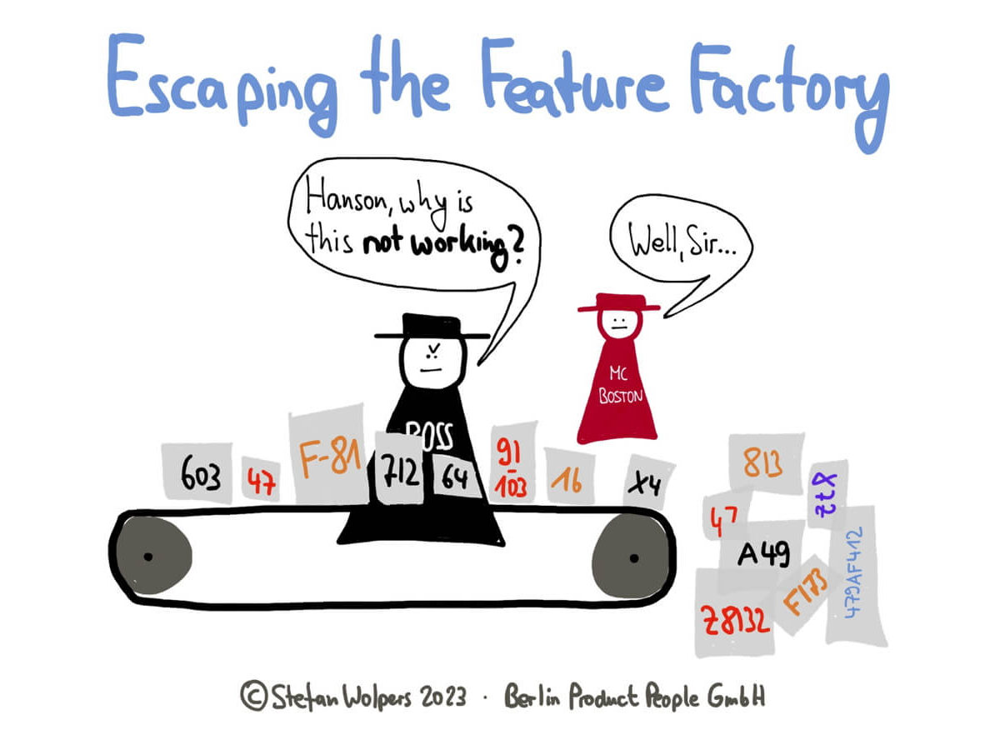 Escaping the Feature Factory
Hanson, why is
this not working?
Well, Sir...
MC
BOSTON
BOSS
603
47
F-81
712
64
91
-
103
16
X4
813
47
A49
Z8132
F173
479AF412
© Stefan Wolpers 2023 · Berlin Product People GmbH